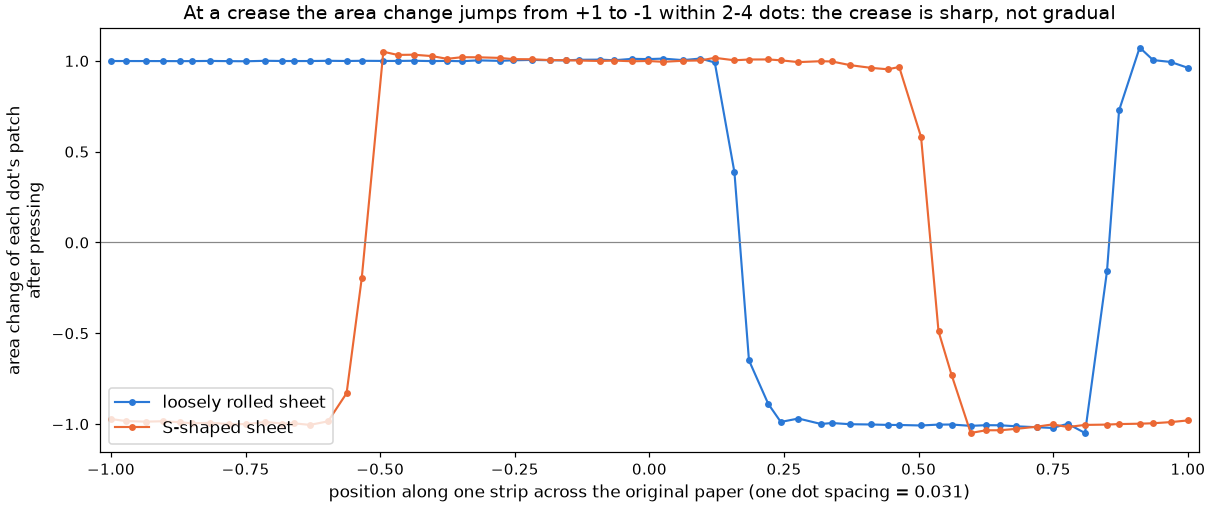 At a crease the area change jumps from +1 to -1 within 2-4 dots: the crease is sharp, not gradual
area change of each dot's patch
after pressing
1.0
0.5
0.0
−0.5
−1.0
loosely rolled sheet
S-shaped sheet
−1.00
−0.75
−0.50
−0.25
0.00
0.25
0.50
0.75
1.00
position along one strip across the original paper (one dot spacing = 0.031)